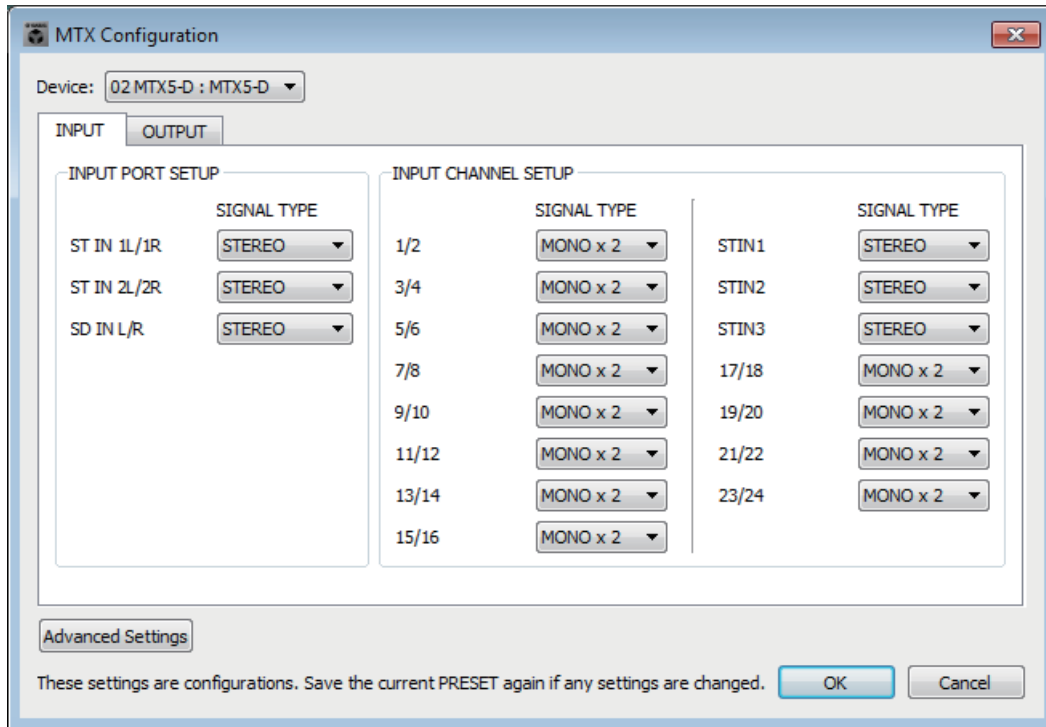 MTX Configuration
Device: 02 MTX5-D : MTX5-D
INPUT OUTPUT
INPUT PORT SETUP
SIGNAL TYPE
ST IN 1L/1R STEREO
ST IN 2L/2R STEREO
SD IN L/R STEREO
INPUT CHANNEL SETUP
SIGNAL TYPE
1/2 MONO x 2
3/4 MONO x 2
5/6 MONO x 2
7/8 MONO x 2
9/10 MONO x 2
11/12 MONO x 2
13/14 MONO x 2
15/16 MONO x 2
SIGNAL TYPE
STIN1 STEREO
STIN2 STEREO
STIN3 STEREO
17/18 MONO x 2
19/20 MONO x 2
21/22 MONO x 2
23/24 MONO x 2
Advanced Settings
These settings are configurations. Save the current PRESET again if any settings are changed. OK Cancel